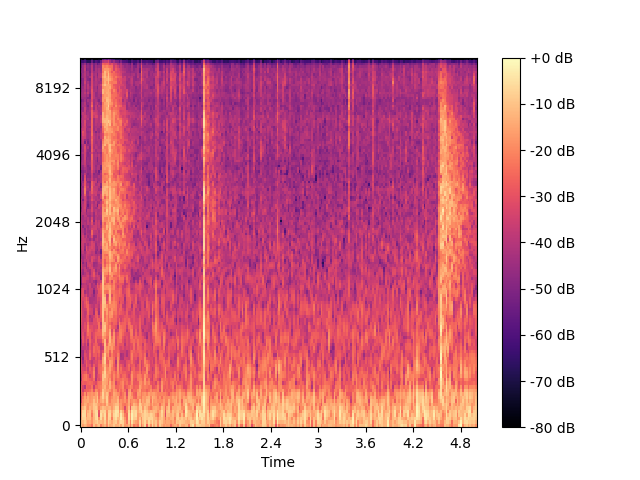 8192
4096
2048
1024
512
0
Hz
0 0.6 1.2 1.8 2.4 3 3.6 4.2 4.8
Time
+0 dB
-10 dB
-20 dB
-30 dB
-40 dB
-50 dB
-60 dB
-70 dB
-80 dB